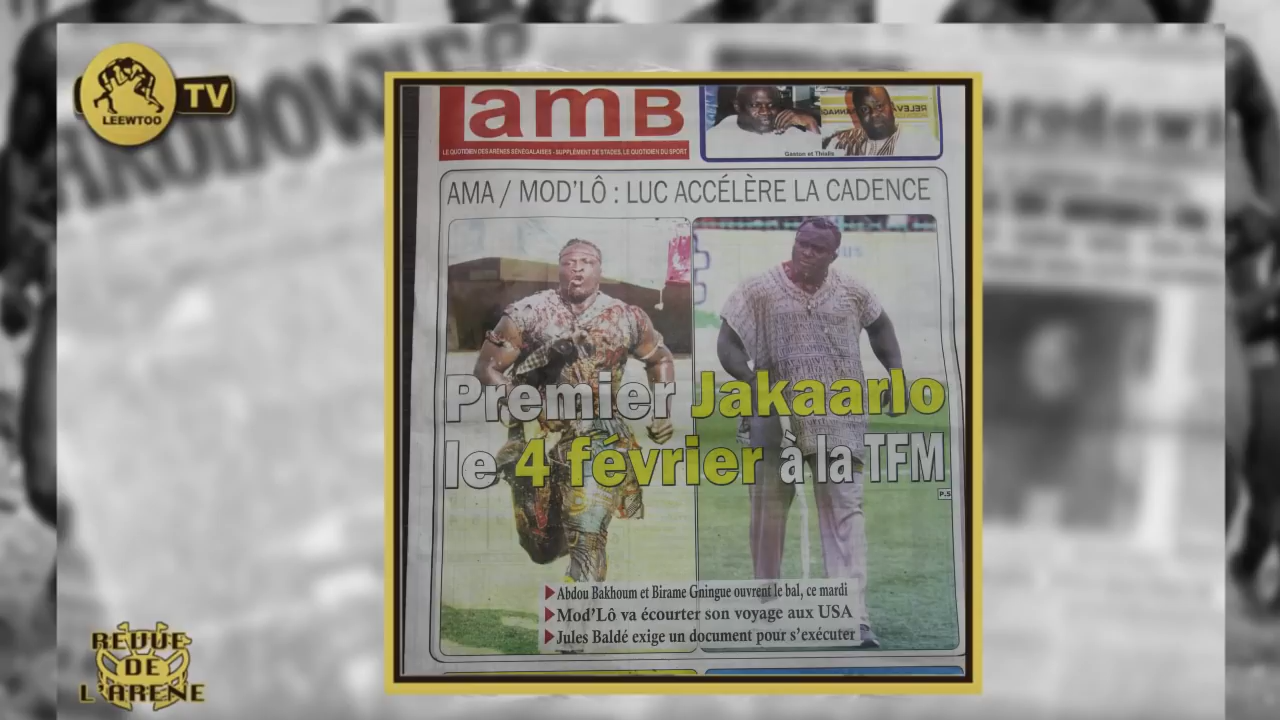 LEEWTOO
TV
Lamb
LE QUOTIDIEN DES ARÈNES SÉNÉGALAISES - SUPPLÉMENT DE STADES, LE QUOTIDIEN DU SPORT
Gaston et Thialis
AMA / MOD'LÔ : LUC ACCÉLÈRE LA CADENCE
Premier Jakaarlo
le 4 février à la TFM
P.5
Abdou Bakhoum et Birame Gningue ouvrent le bal, ce mardi
Mod'Lô va écourter son voyage aux USA
Jules Baldé exige un document pour s'exécuter
REVUE
DE
L'ARÈNE